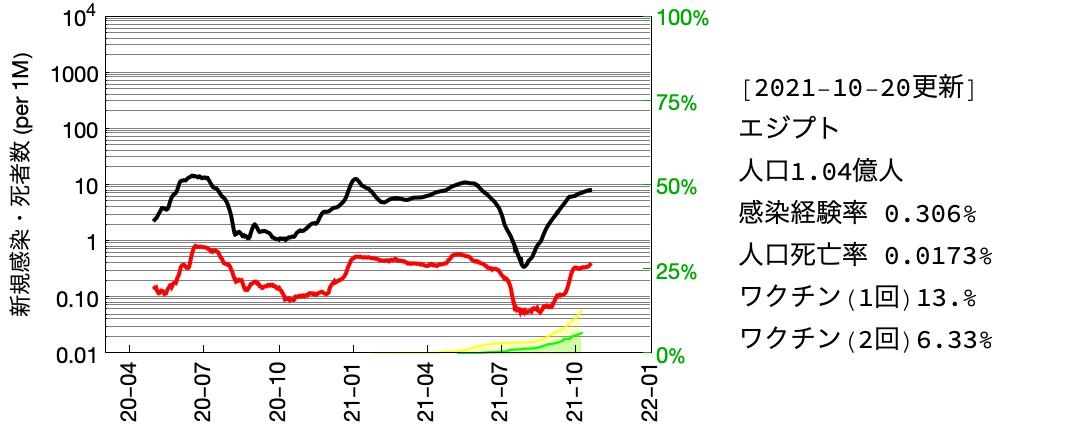 新規感染・死者数 (per 1M)
10^4
1000
100
10
1
0.10
0.01
100%
75%
50%
25%
0%
20-04
20-07
20-10
21-01
21-04
21-07
21-10
22-01
[2021-10-20更新]
エジプト
人口1.04億人
感染経験率 0.306%
人口死亡率 0.0173%
ワクチン(1回)13.%
ワクチン(2回)6.33%